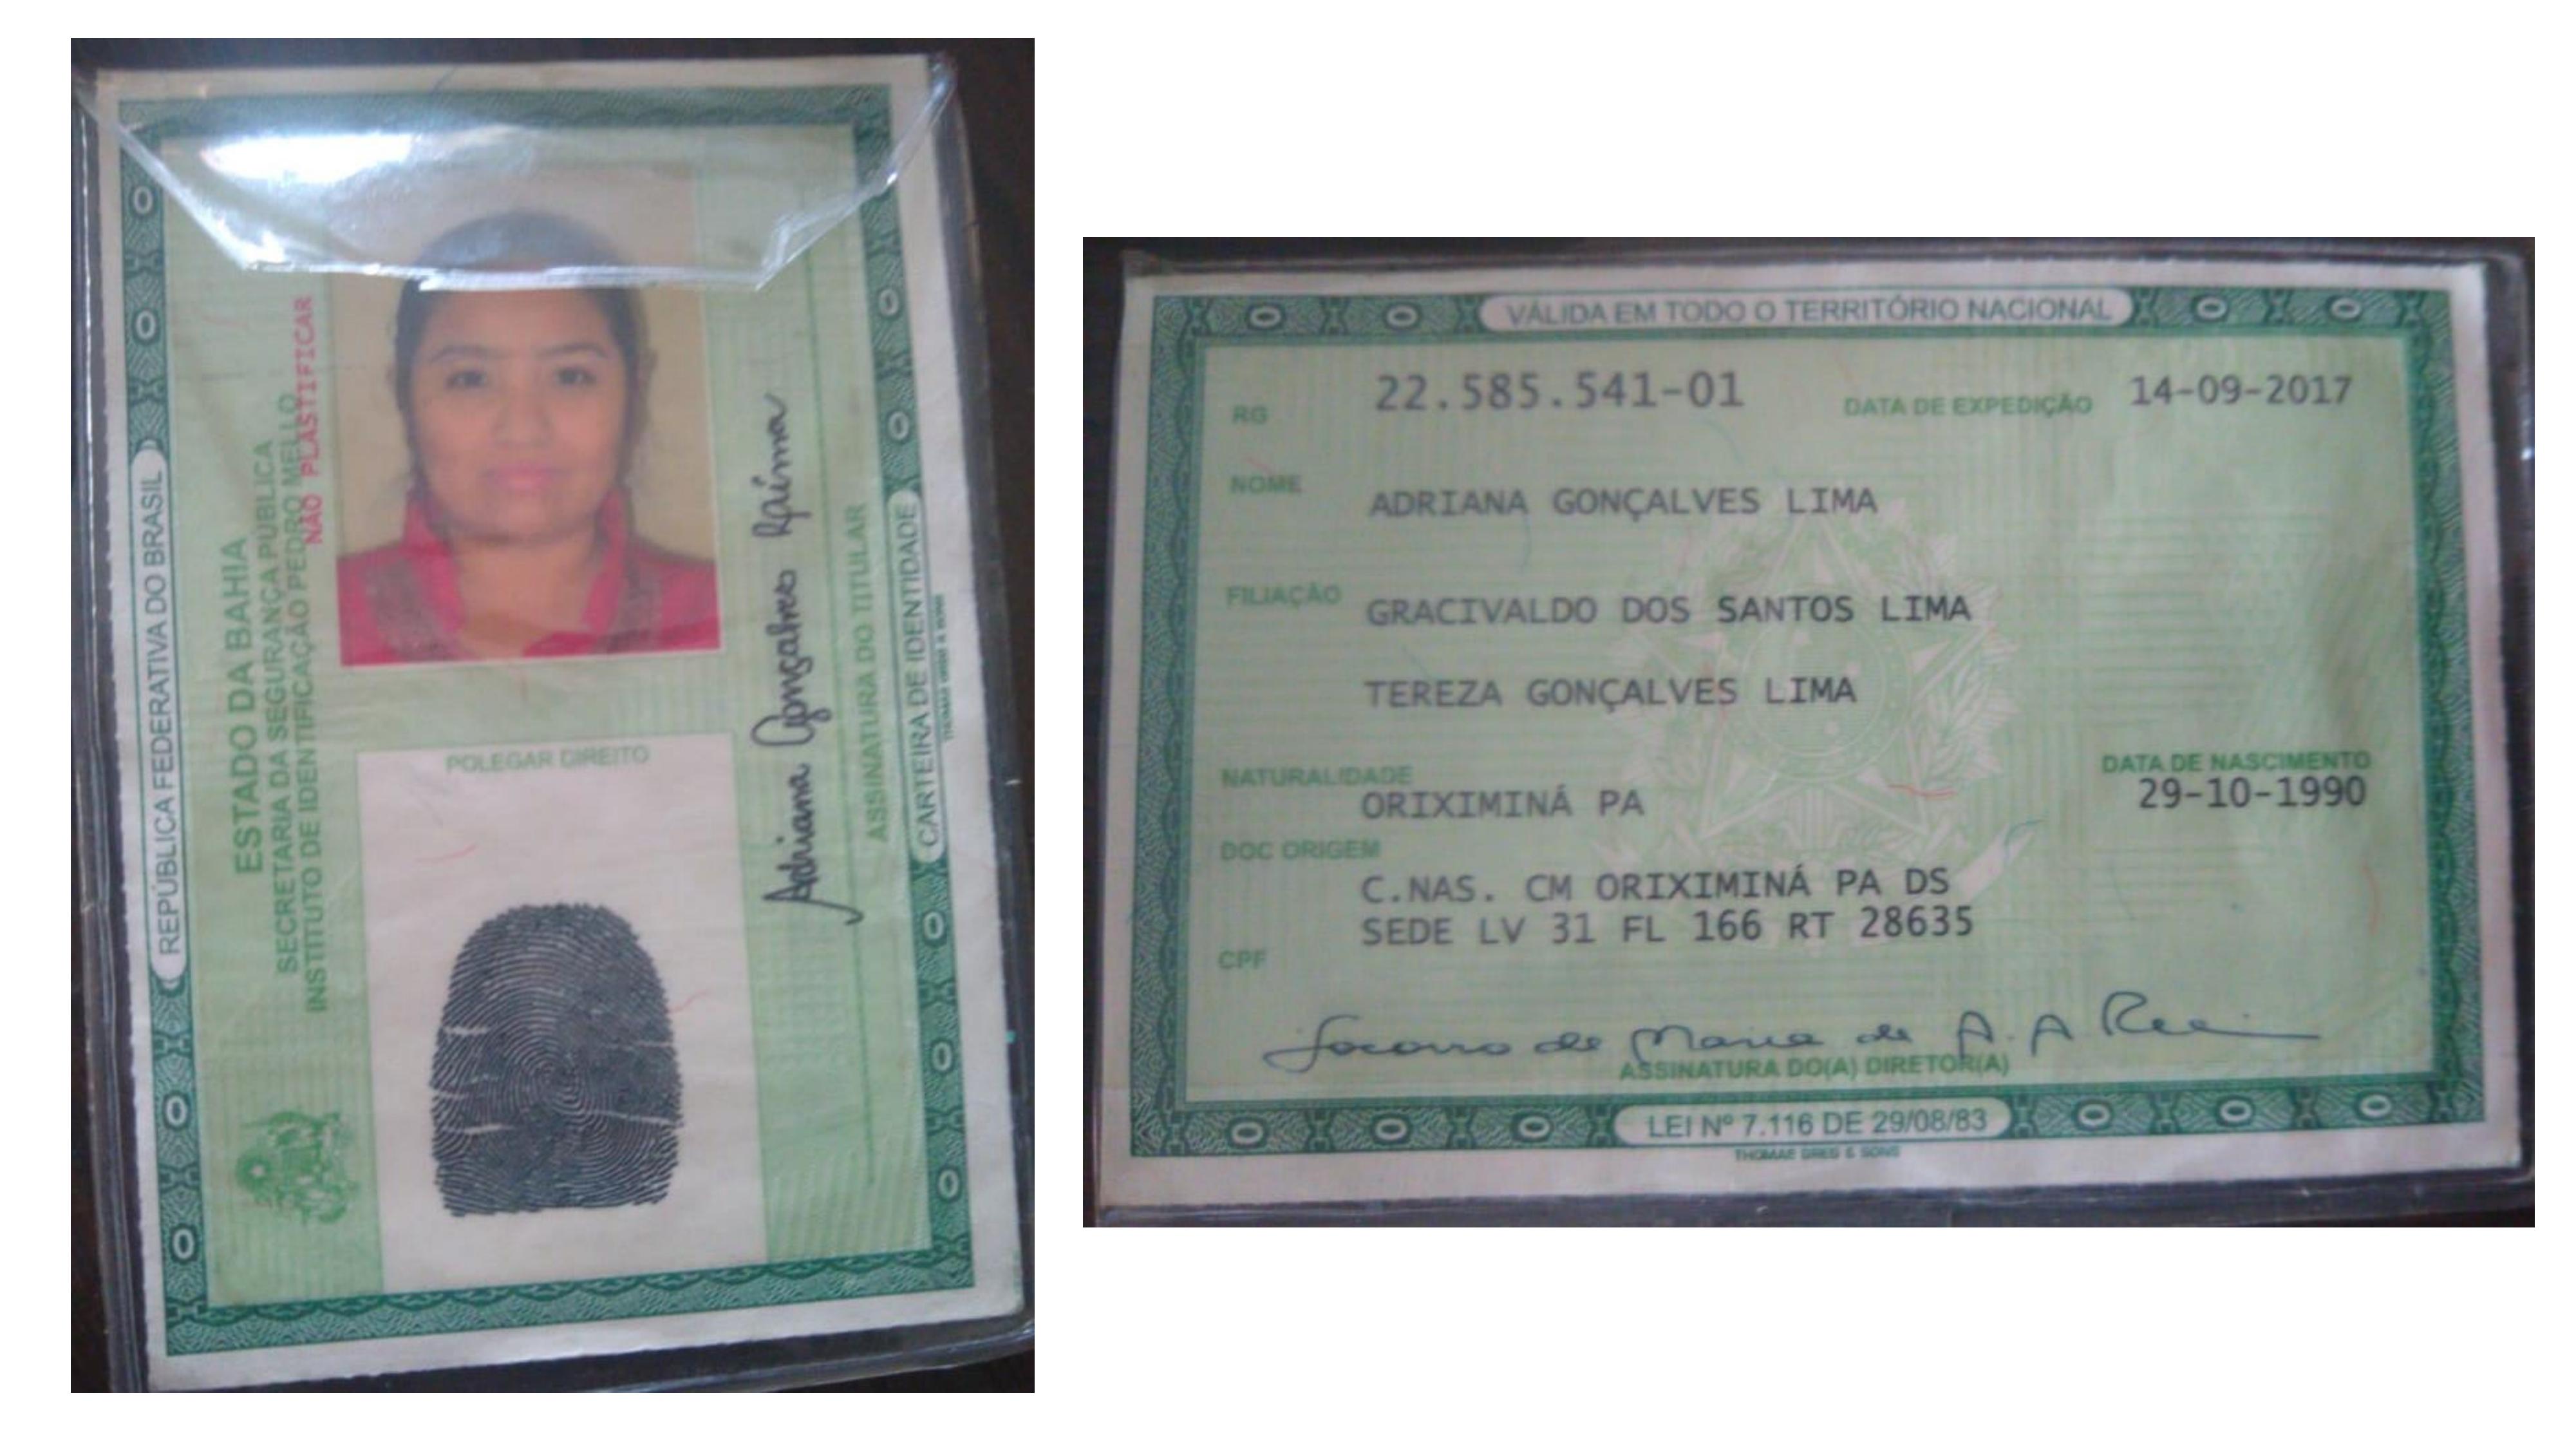 REPÚBLICA FEDERATIVA DO BRASIL
ESTADO DA BAHIA
SECRETARIA DA SEGURANÇA PÚBLICA
INSTITUTO DE IDENTIFICAÇÃO PEDRO MELLO
NÃO PLASTIFICAR
POLEGAR DIREITO
Adriana Gonçalves Lima
ASSINATURA DO TITULAR
CARTEIRA DE IDENTIDADE
THOMAS GREG & SONS
VÁLIDA EM TODO O TERRITÓRIO NACIONAL
RG 22.585.541-01 DATA DE EXPEDIÇÃO 14-09-2017
NOME ADRIANA GONÇALVES LIMA
FILIAÇÃO GRACIVALDO DOS SANTOS LIMA
TEREZA GONÇALVES LIMA
NATURALIDADE DATA DE NASCIMENTO
ORIXIMINÁ PA 29-10-1990
DOC ORIGEM
C.NAS. CM ORIXIMINÁ PA DS
SEDE LV 31 FL 166 RT 28635
CPF
Socorro de Maria de A. A
ASSINATURA DO(A) DIRETOR(A)
LEI Nº 7.116 DE 29/08/83
THOMAS GREG & SONS